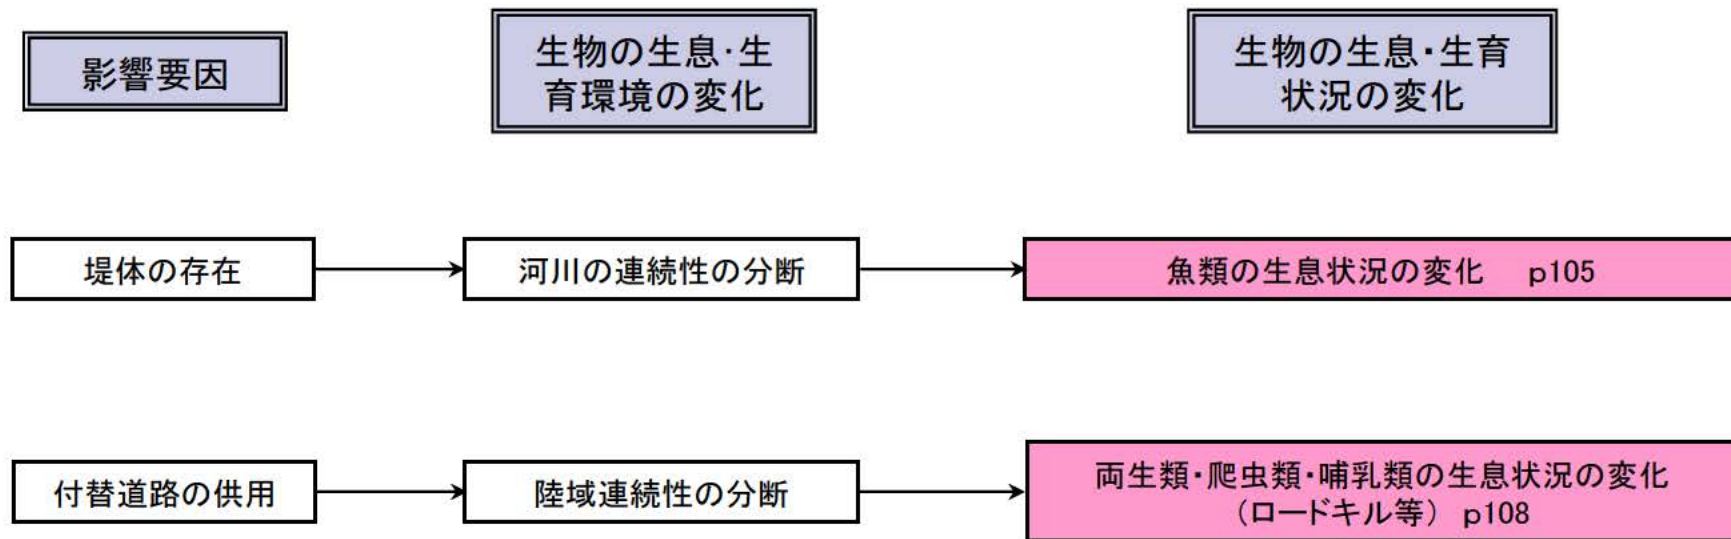 影響要因
生物の生息･生
育環境の変化
生物の生息・生育
状況の変化
堤体の存在
河川の連続性の分断
魚類の生息状況の変化　p105
付替道路の供用
陸域連続性の分断
両生類・爬虫類・哺乳類の生息状況の変化
（ロードキル等） p108